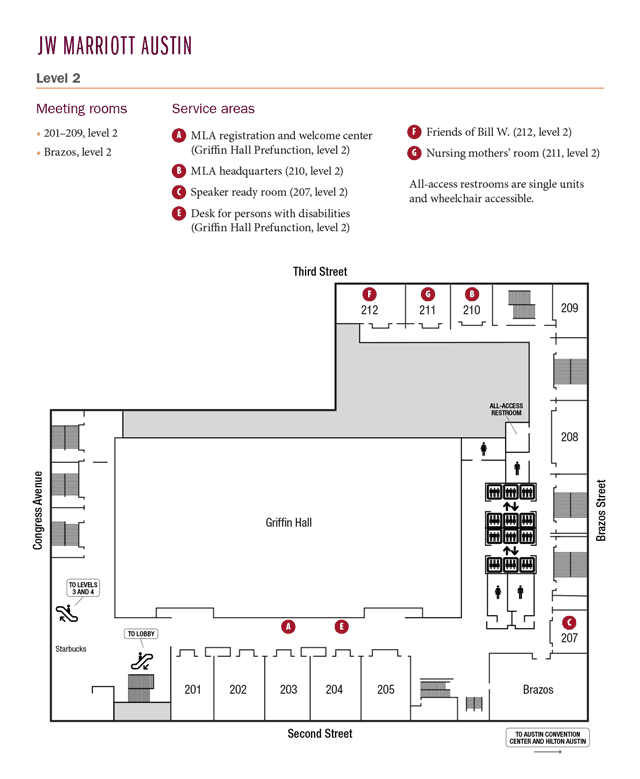 JW MARRIOTT AUSTIN
Level 2
Meeting rooms
• 201–209, level 2
• Brazos, level 2
Service areas
A MLA registration and welcome center
(Griffin Hall Prefunction, level 2)
B MLA headquarters (210, level 2)
C Speaker ready room (207, level 2)
E Desk for persons with disabilities
(Griffin Hall Prefunction, level 2)
F Friends of Bill W. (212, level 2)
G Nursing mothers’ room (211, level 2)
All-access restrooms are single units
and wheelchair accessible.
Third Street
F
212
G
211
B
210
209
ALL-ACCESS
RESTROOM
208
Congress Avenue
Griffin Hall
Brazos Street
TO LEVELS
3 AND 4
A
E
C
207
TO LOBBY
Starbucks
201
202
203
204
205
Brazos
Second Street
TO AUSTIN CONVENTION
CENTER AND HILTON AUSTIN